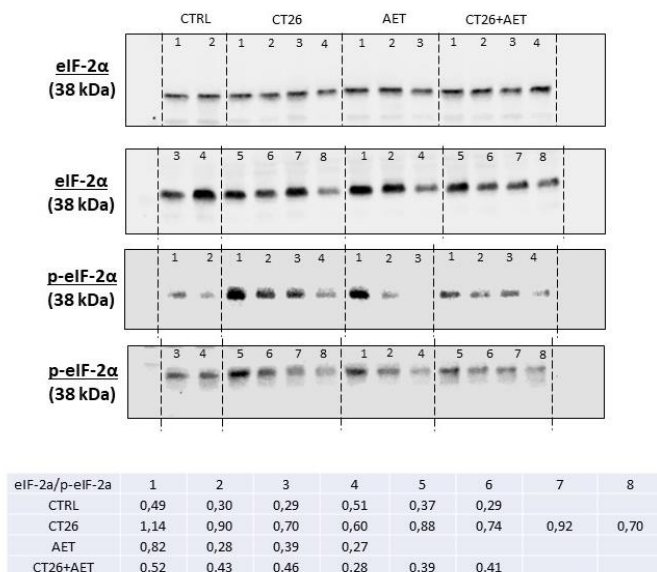 CTRL CT26 AET CT26+AET
1 2 1 2 3 4 1 2 3 1 2 3 4
eIF-2α
(38 kDa)
3 4 5 6 7 8 1 2 4 5 6 7 8
eIF-2α
(38 kDa)
1 2 1 2 3 4 1 2 3 1 2 3 4
p-eIF-2α
(38 kDa)
3 4 5 6 7 8 1 2 4 5 6 7 8
p-eIF-2α
(38 kDa)
eIF-2a/p-eIF-2a 1 2 3 4 5 6 7 8
CTRL 0,49 0,30 0,29 0,51 0,37 0,29
CT26 1,14 0,90 0,70 0,60 0,88 0,74 0,92 0,70
AET 0,82 0,28 0,39 0,27
CT26+AET 0,52 0,43 0,46 0,28 0,39 0,41